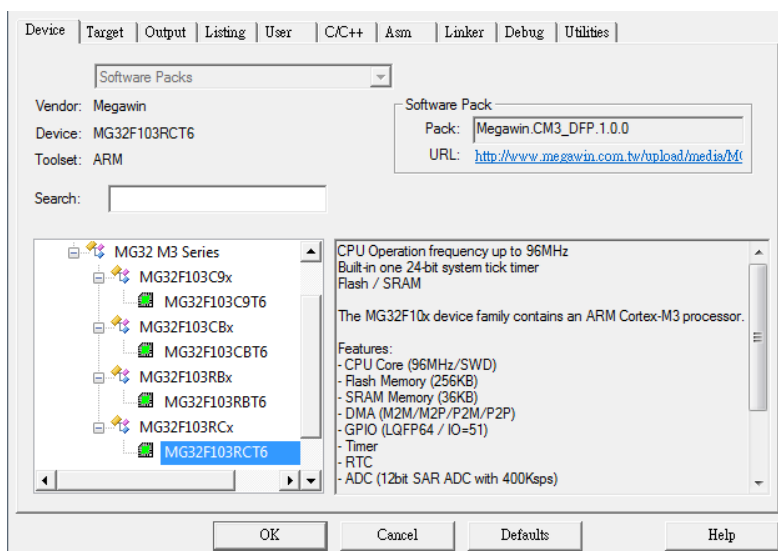 Device Target Output Listing User C/C++ Asm Linker Debug Utilities
Software Packs
Vendor: Megawin
Device: MG32F103RCT6
Toolset: ARM
Search:
Software Pack
Pack: Megawin.CM3_DFP.1.0.0
URL: http://www.megawin.com.tw/upload/media/M(
MG32 M3 Series
MG32F103C9x
MG32F103C9T6
MG32F103CBx
MG32F103CBT6
MG32F103RBx
MG32F103RBT6
MG32F103RCx
MG32F103RCT6
CPU Operation frequency up to 96MHz
Built-in one 24-bit system tick timer
Flash / SRAM
The MG32F10x device family contains an ARM Cortex-M3 processor.
Features:
- CPU Core (96MHz/SWD)
- Flash Memory (256KB)
- SRAM Memory (36KB)
- DMA (M2M/M2P/P2M/P2P)
- GPIO (LQFP64 / IO=51)
- Timer
- RTC
- ADC (12bit SAR ADC with 400Ksps)
OK Cancel Defaults Help